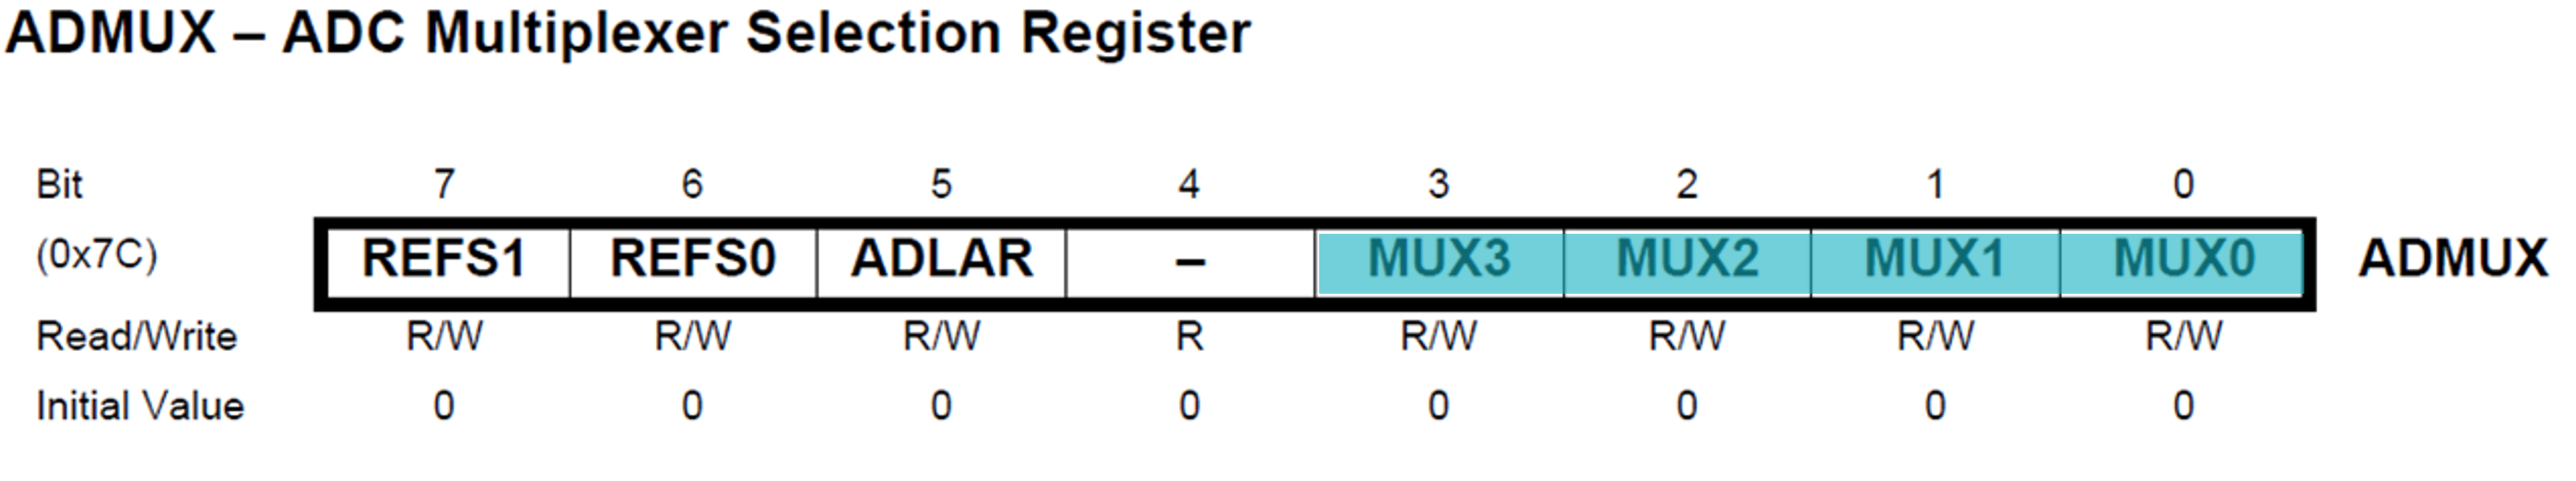 ADMUX – ADC Multiplexer Selection Register
Bit 7 6 5 4 3 2 1 0
(0x7C) REFS1 REFS0 ADLAR – MUX3 MUX2 MUX1 MUX0 ADMUX
Read/Write R/W R/W R/W R R/W R/W R/W R/W
Initial Value 0 0 0 0 0 0 0 0